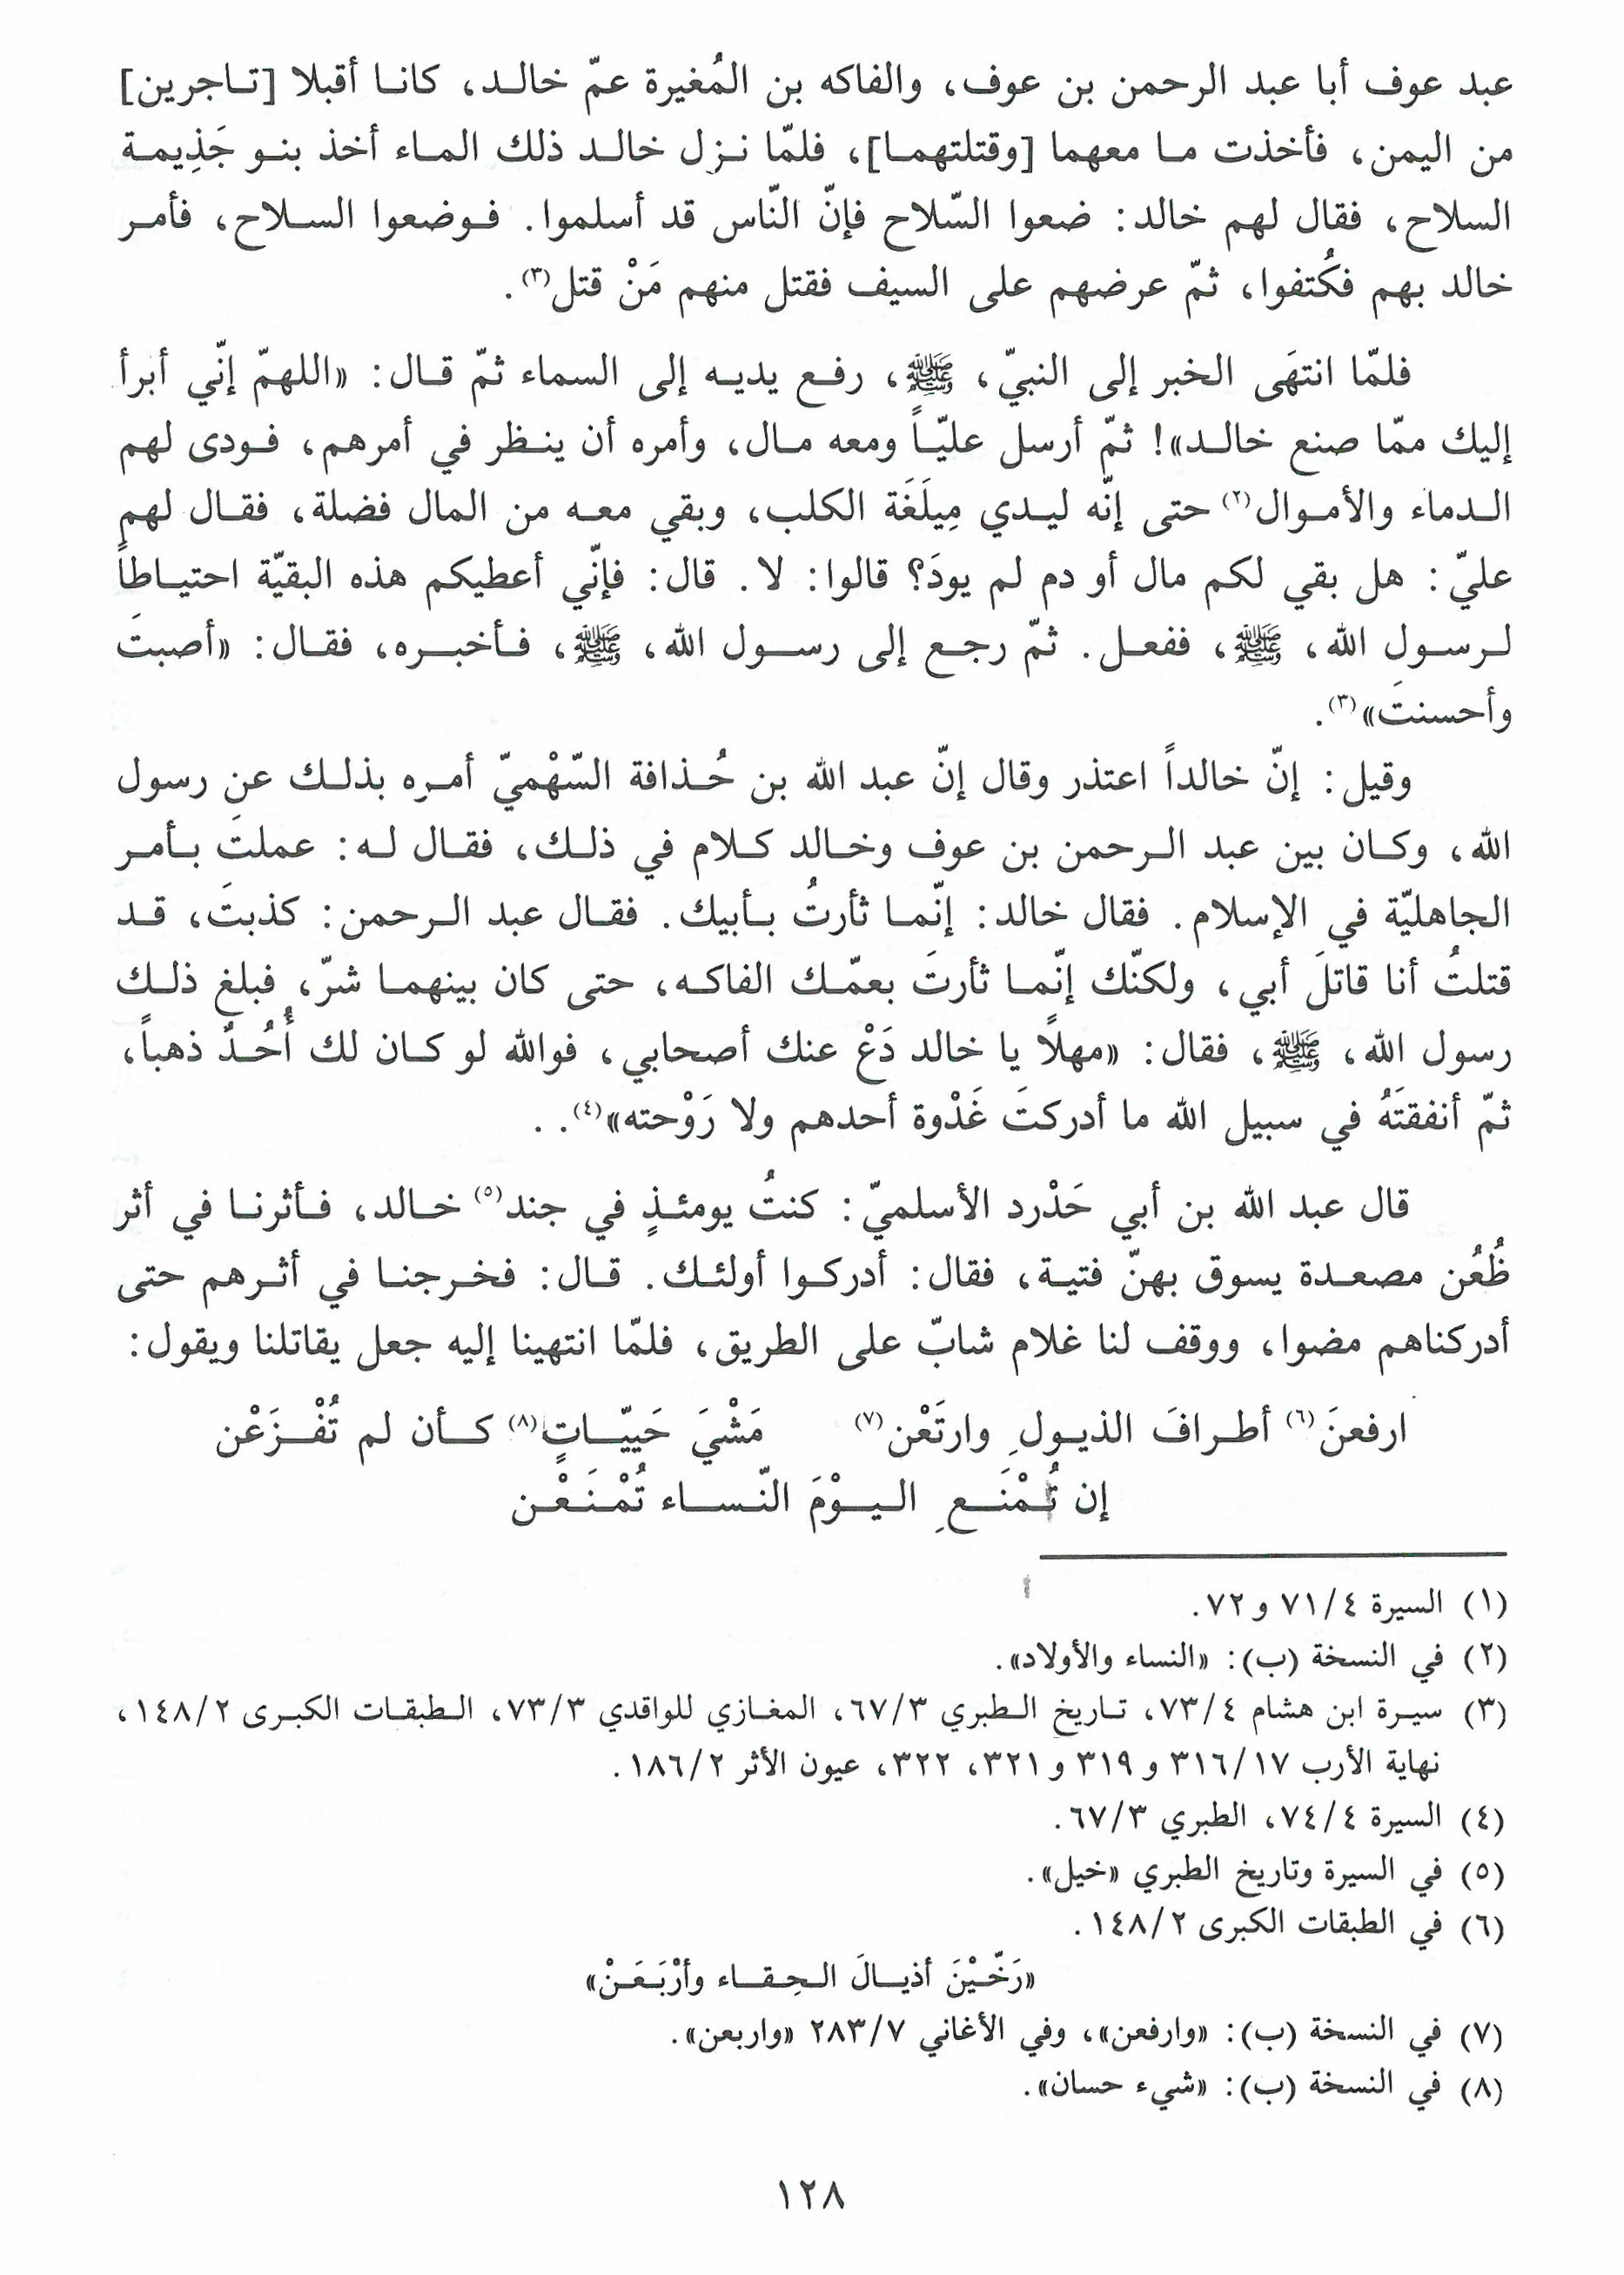 عبد عوف أبا عبد الرحمن بن عوف، والفاكه بن المُغيرة عمّ خالد، كانا أقبلا [تاجرين]
من اليمن، فأخذت ما معهما [وقتلتهما]، فلمّا نزل خالد ذلك الماء أخذ بنو جَذِيمة
السلاح، فقال لهم خالد: ضعوا السّلاح فإنّ النّاس قد أسلموا. فوضعوا السلاح، فأمر
خالد بهم فكُتفوا، ثمّ عرضهم على السيف فقتل منهم مَنْ قتل(٣).
فلمّا انتهَى الخبر إلى النبيّ، ﷺ، رفع يديه إلى السماء ثمّ قال: «اللهمّ إنّي أبرأ
إليك ممّا صنع خالد»! ثمّ أرسل عليّاً ومعه مال، وأمره أن ينظر في أمرهم، فودى لهم
الدماء والأموال(٢) حتى إنّه ليدي مِيلَغَة الكلب، وبقي معه من المال فضلة، فقال لهم
عليّ: هل بقي لكم مال أو دم لم يودَ؟ قالوا: لا. قال: فإنّي أعطيكم هذه البقيّة احتياطاً
لرسول الله، ﷺ، ففعل. ثمّ رجع إلى رسول الله، ﷺ، فأخبره، فقال: «أصبتَ
وأحسنتَ»(٣).
وقيل: إنّ خالداً اعتذر وقال إنّ عبد الله بن حُذافة السّهْميّ أمره بذلك عن رسول
الله، وكان بين عبد الرحمن بن عوف وخالد كلام في ذلك، فقال له: عملتَ بأمر
الجاهليّة في الإسلام. فقال خالد: إنّما ثأرتُ بأبيك. فقال عبد الرحمن: كذبتَ، قد
قتلتُ أنا قاتلَ أبي، ولكنّك إنّما ثأرتَ بعمّك الفاكه، حتى كان بينهما شرّ، فبلغ ذلك
رسول الله، ﷺ، فقال: «مهلاً يا خالد دَعْ عنك أصحابي، فوالله لو كان لك أُحُدٌ ذهباً،
ثمّ أنفقتَهُ في سبيل الله ما أدركتَ غَدْوة أحدهم ولا رَوْحته»(٤). .
قال عبد الله بن أبي حَدْرد الأسلميّ: كنتُ يومئذٍ في جند(٥) خالد، فأثرنا في أثر
ظُعُن مصعدة يسوق بهنّ فتية، فقال: أدركوا أولئك. قال: فخرجنا في أثرهم حتى
أدركناهم مضوا، ووقف لنا غلام شابّ على الطريق، فلمّا انتهينا إليه جعل يقاتلنا ويقول:
ارفعنَ(٦) أطرافَ الذيولِ وارتَعْن(٧) مَشْيَ حَييّاتٍ(٨) كأن لم تُفْزَعْن
إن تُمْنَعِ اليوْمَ النّساء تُمْنَعْن
(١) السيرة ٧١/٤ و ٧٢.
(٢) في النسخة (ب): «النساء والأولاد».
(٣) سيرة ابن هشام ٧٣/٤، تاريخ الطبري ٦٧/٣، المغازي للواقدي ٧٣/٣، الطبقات الكبرى ١٤٨/٢،
نهاية الأرب ٣١٦/١٧ و ٣١٩ و ٣٢١، ٣٢٢، عيون الأثر ١٨٦/٢.
(٤) السيرة ٧٤/٤، الطبري ٦٧/٣.
(٥) في السيرة وتاريخ الطبري «خيل».
(٦) في الطبقات الكبرى ١٤٨/٢.
«رَخّيْنَ أذيالَ الحِقاء وأرْبَعَنْ»
(٧) في النسخة (ب): «وارفعن»، وفي الأغاني ٢٨٣/٧ «واربعن».
(٨) في النسخة (ب): «شيء حسان».
١٢٨